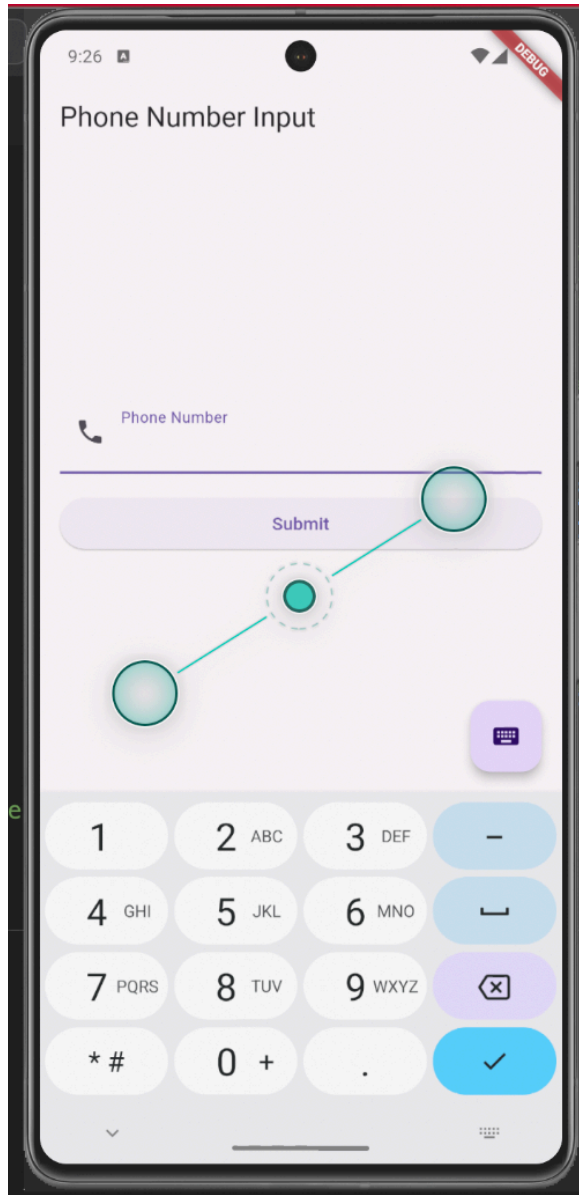 9:26
DEBUG
Phone Number Input
Phone Number
Submit
e
1
2 ABC
3 DEF
–
4 GHI
5 JKL
6 MNO
7 PQRS
8 TUV
9 WXYZ
* #
0 +
.